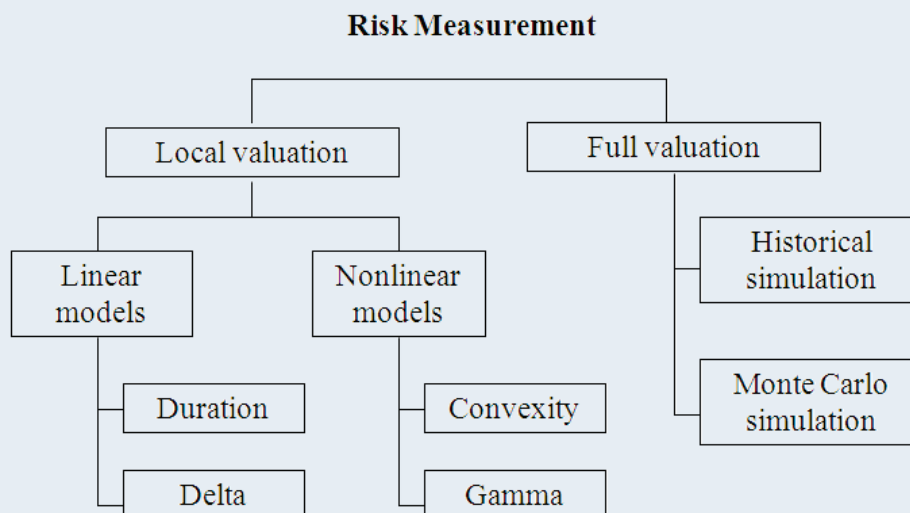 Risk Measurement
Local valuation
Full valuation
Linear
models
Nonlinear
models
Historical
simulation
Duration
Convexity
Monte Carlo
simulation
Delta
Gamma